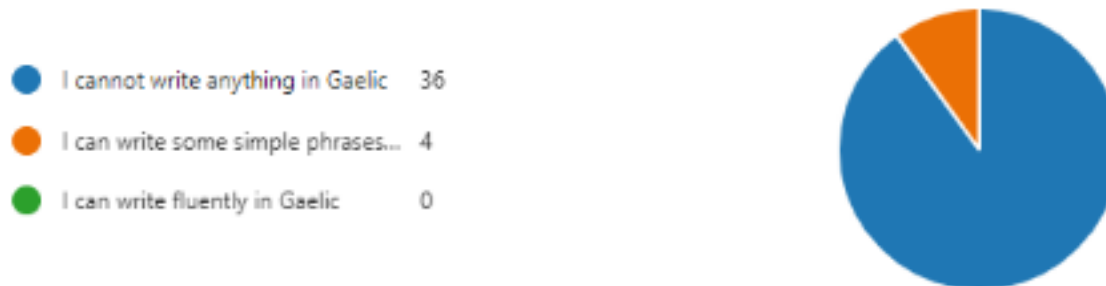 I cannot write anything in Gaelic 36
I can write some simple phrases... 4
I can write fluently in Gaelic 0